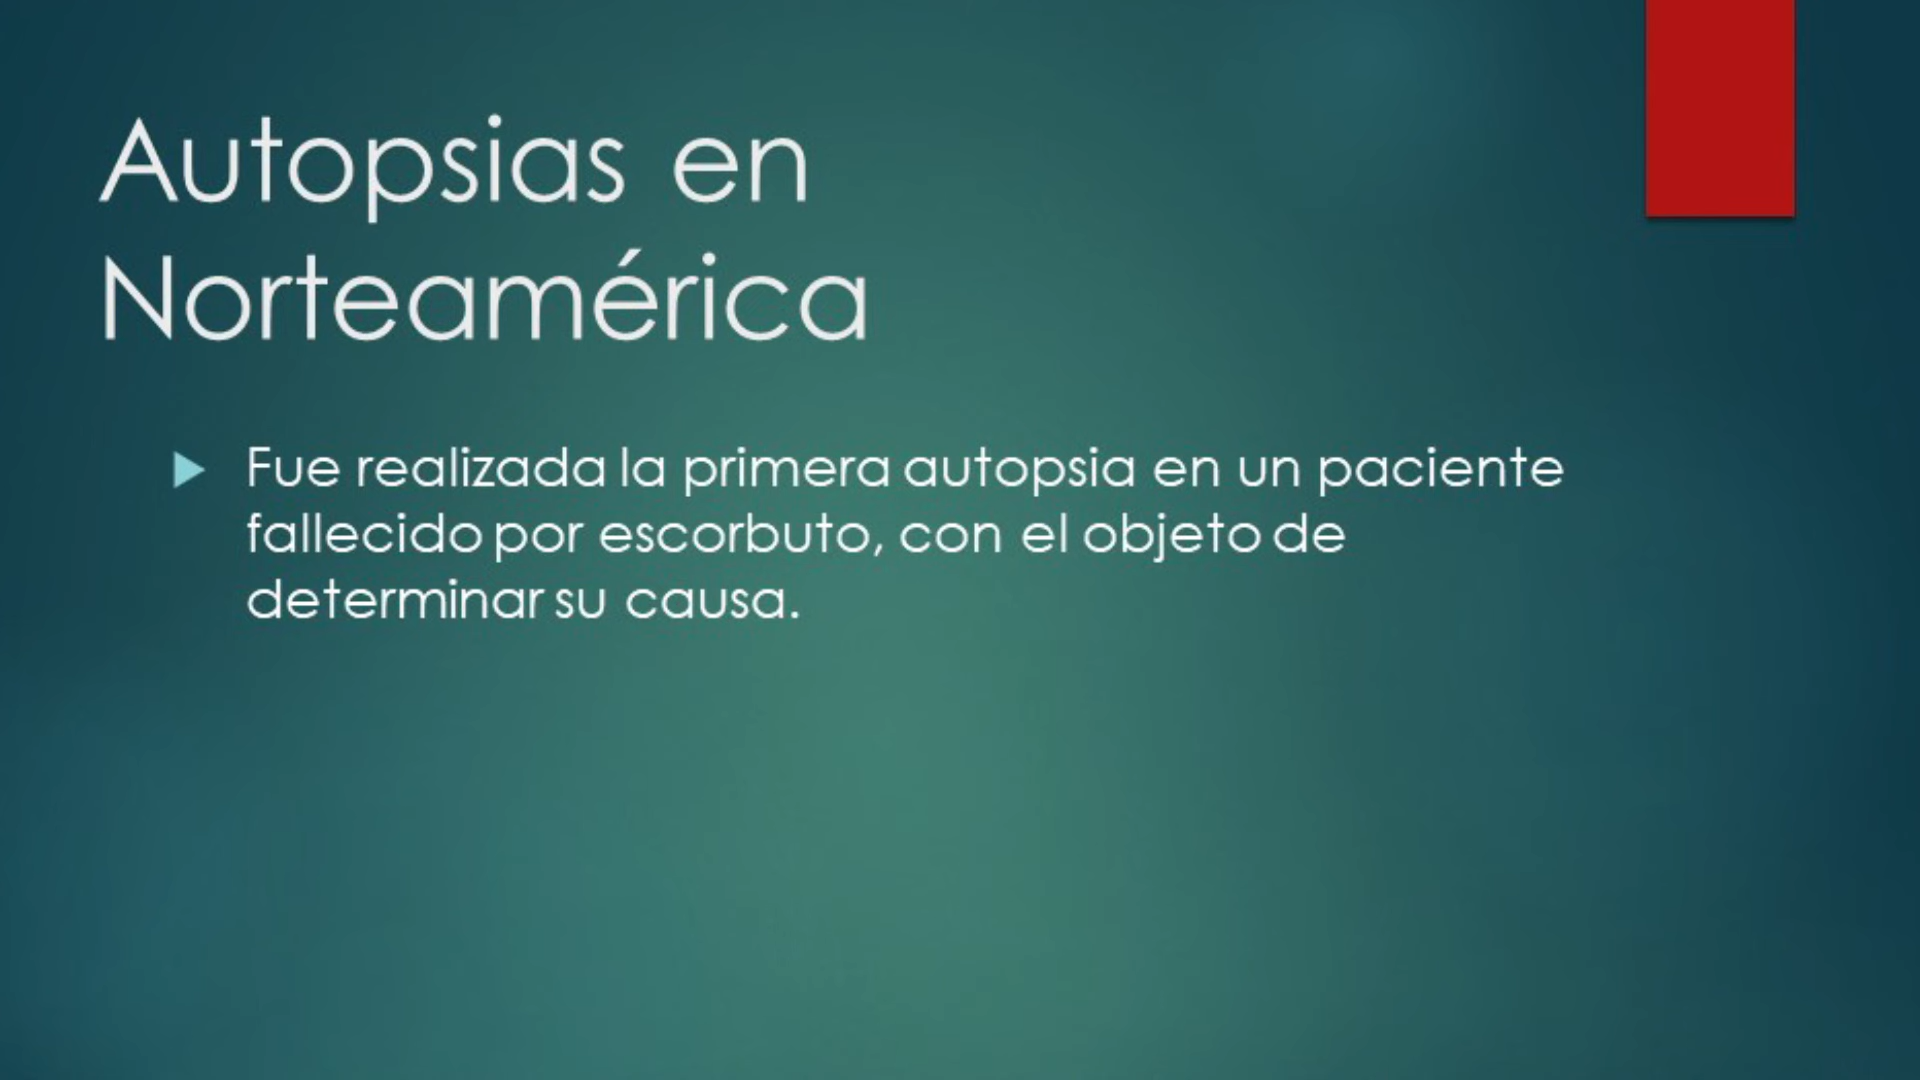 Autopsias en
Norteamérica
Fue realizada la primera autopsia en un paciente
fallecido por escorbuto, con el objeto de
determinar su causa.